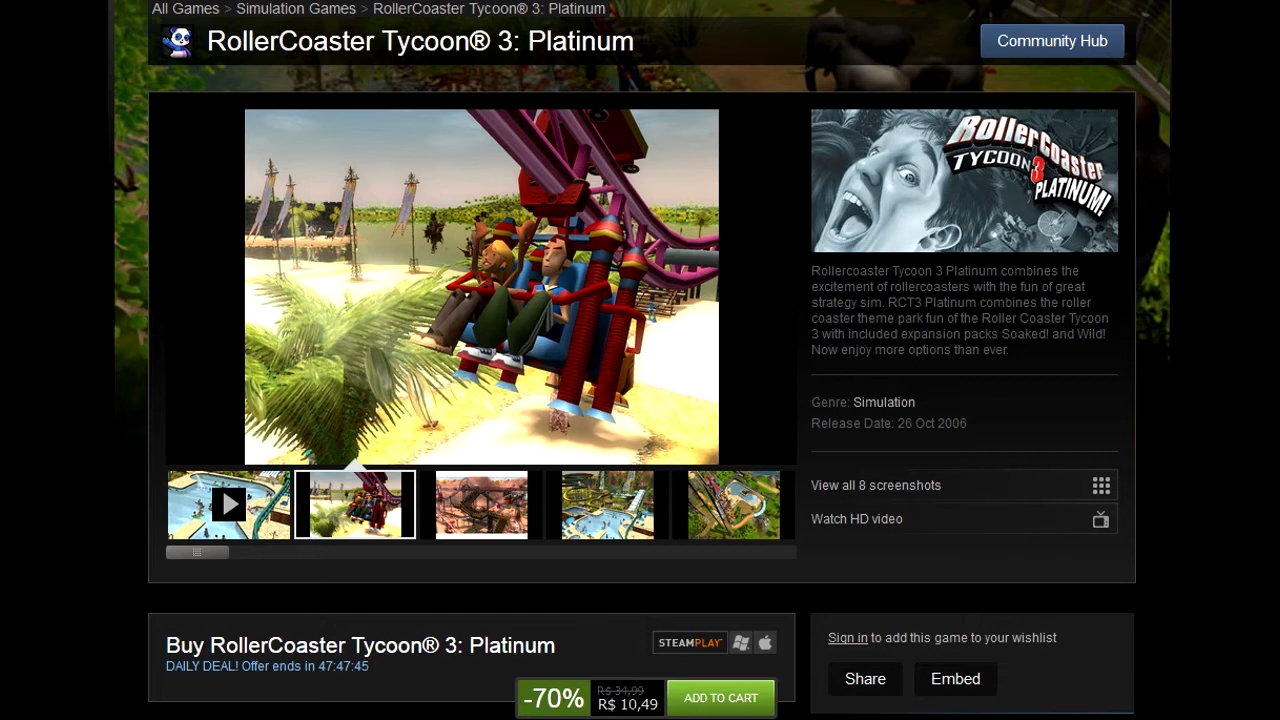 All Games > Simulation Games > RollerCoaster Tycoon® 3: Platinum
RollerCoaster Tycoon® 3: Platinum
Community Hub
RollerCoaster
TYCOON
3
PLATINUM!
Rollercoaster Tycoon 3 Platinum combines the
excitement of rollercoasters with the fun of great
strategy sim. RCT3 Platinum combines the roller
coaster theme park fun of the Roller Coaster Tycoon
3 with included expansion packs Soaked! and Wild!
Now enjoy more options than ever.
Genre: Simulation
Release Date: 26 Oct 2006
View all 8 screenshots
Watch HD video
Buy RollerCoaster Tycoon® 3: Platinum
STEAMPLAY™
DAILY DEAL! Offer ends in 47:47:45
-70%
R$ 34,99
R$ 10,49
ADD TO CART
Sign in to add this game to your wishlist
Share
Embed